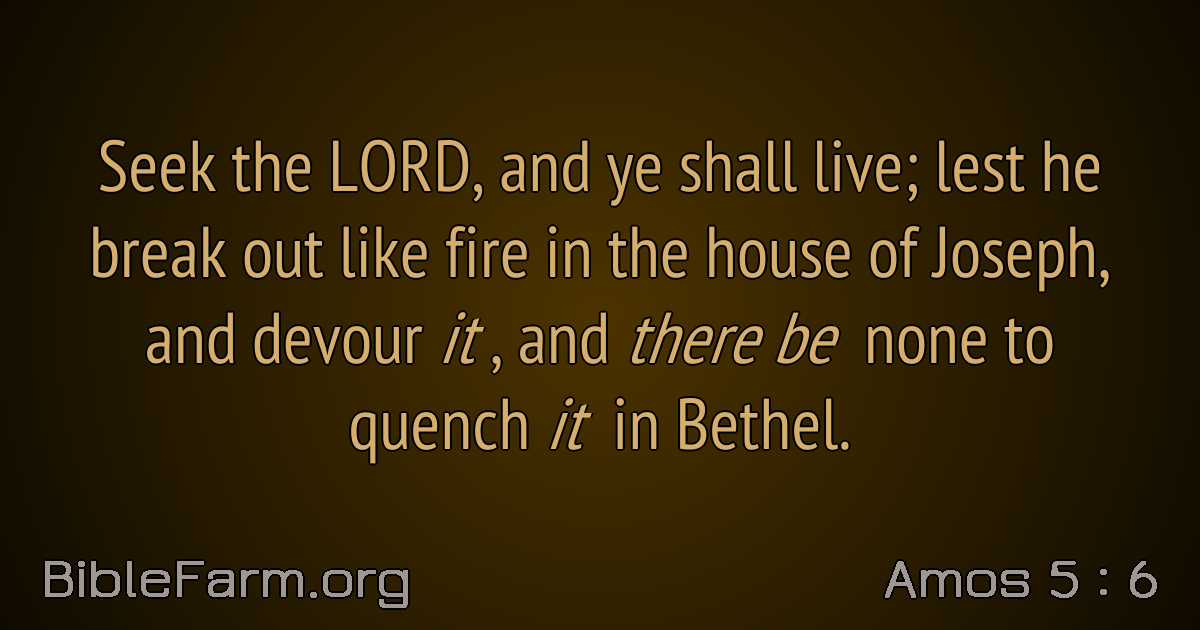 Seek the LORD, and ye shall live; lest he
break out like fire in the house of Joseph,
and devour it , and there be none to
quench it in Bethel.
BibleFarm.org
Amos 5 : 6